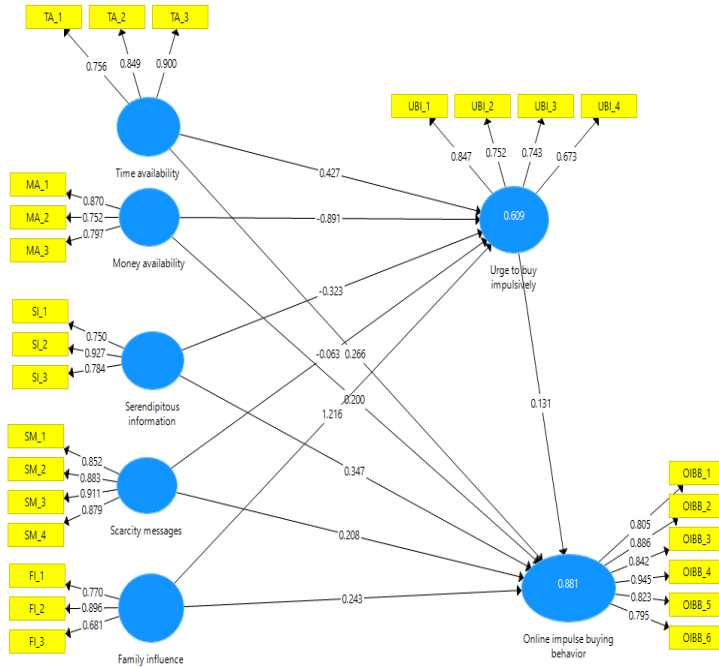 TA_1 TA_2 TA_3
0.756 0.849 0.900
Time availability
UBI_1 UBI_2 UBI_3 UBI_4
0.847 0.752 0.743 0.673
0.609
Urge to buy
impulsively
MA_1
MA_2
MA_3
0.870
0.752
0.797
Money availability
0.427
-0.891
-0.323
-0.063
0.266
0.200
1.216
0.131
SI_1
SI_2
SI_3
0.750
0.927
0.784
Serendipitous
information
0.347
SM_1
SM_2
SM_3
SM_4
0.852
0.883
0.911
0.879
Scarcity messages
0.208
FI_1
FI_2
FI_3
0.770
0.896
0.681
Family influence
0.243
0.881
Online impulse buying
behavior
0.805
0.886
0.842
0.945
0.823
0.795
OIBB_1
OIBB_2
OIBB_3
OIBB_4
OIBB_5
OIBB_6